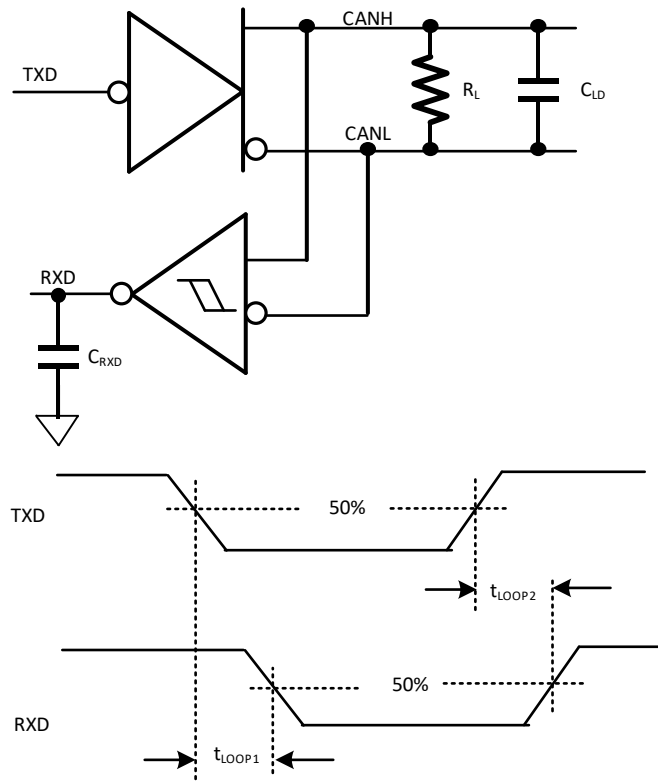 CANH
TXD
R_L
C_LD
CANL
RXD
C_RXD
TXD
50%
t_LOOP2
50%
RXD
t_LOOP1